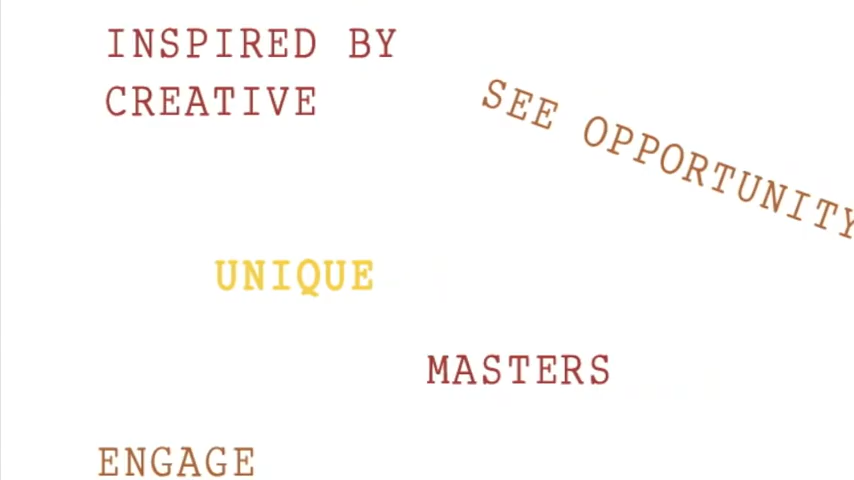 INSPIRED BY
CREATIVE
SEE OPPORTUNITY
UNIQUE
MASTERS
ENGAGE